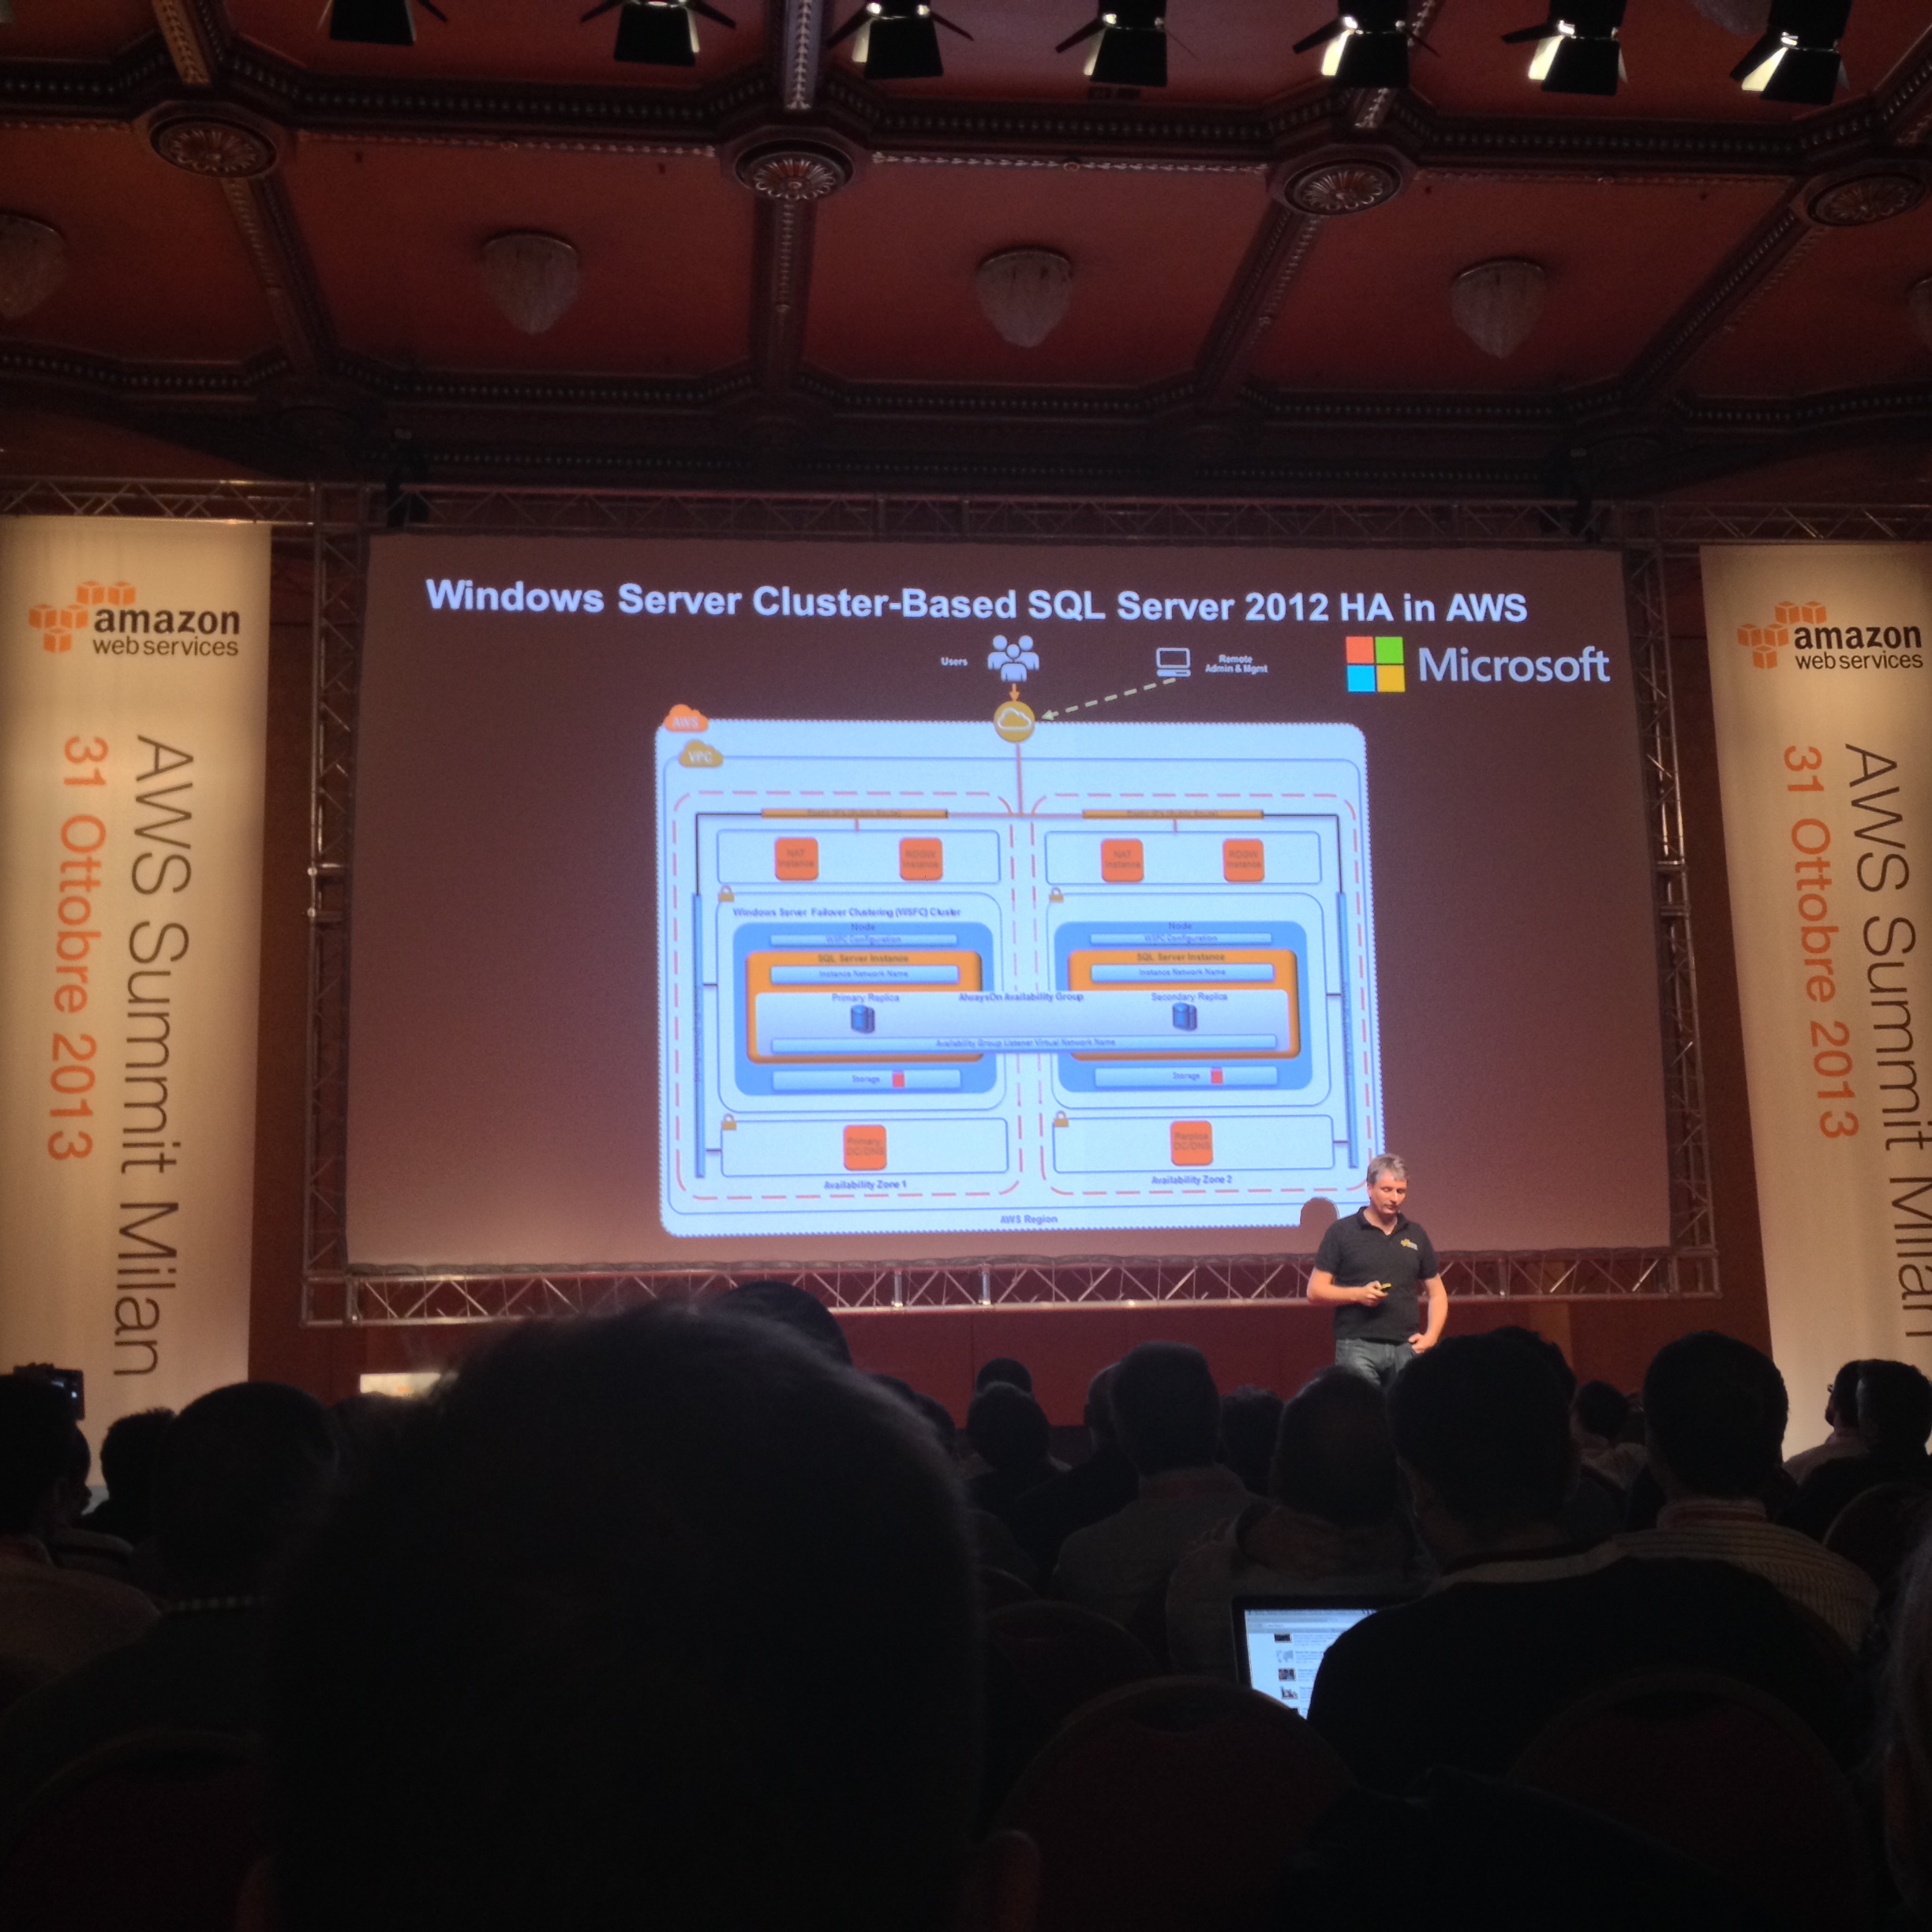 Windows Server Cluster-Based SQL Server 2012 HA in AWS
Users
Remote
Admin & Mgmt
Microsoft
AWS
VPC
NAT
Instance
RDGW
Instance
NAT
Instance
RDGW
Instance
Windows Server Failover Clustering (WSFC) Cluster
Node
WSFC Configuration
SQL Server Instance
Instance Network Name
Node
WSFC Configuration
SQL Server Instance
Instance Network Name
Primary Replica
AlwaysOn Availability Group
Secondary Replica
Availability Group Listener Virtual Network Name
Storage
Storage
Primary
DC/DNS
Replica
DC/DNS
Availability Zone 1
Availability Zone 2
AWS Region
amazon
web services
AWS Summit Milan
31 Ottobre 2013
amazon
web services
AWS Summit Milan
31 Ottobre 2013